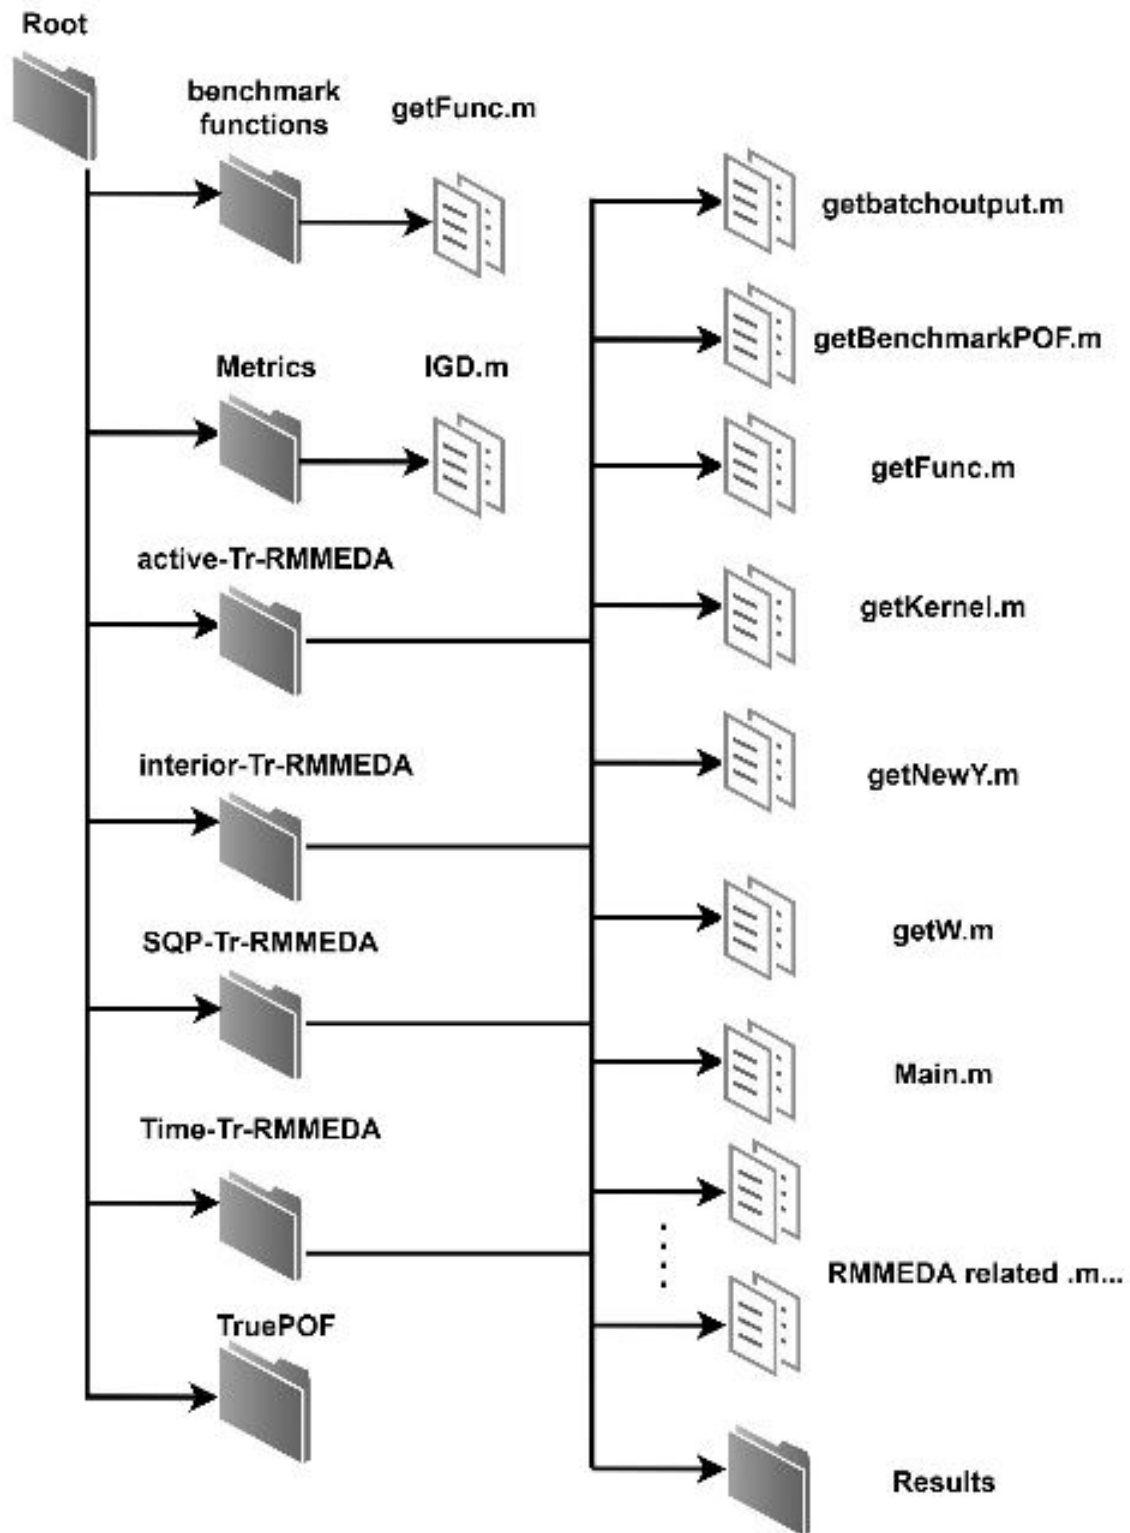 Root
benchmark
functions
getFunc.m
getbatchoutput.m
getBenchmarkPOF.m
Metrics
IGD.m
getFunc.m
active-Tr-RMMEDA
getKernel.m
interior-Tr-RMMEDA
getNewY.m
SQP-Tr-RMMEDA
getW.m
Main.m
Time-Tr-RMMEDA
RMMEDA related .m...
TruePOF
Results